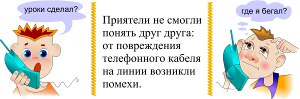 уроки сделал?
Приятели не смогли
понять друг друга:
от повреждения
телефонного кабеля
на линии возникли
помехи.
где я бегал?